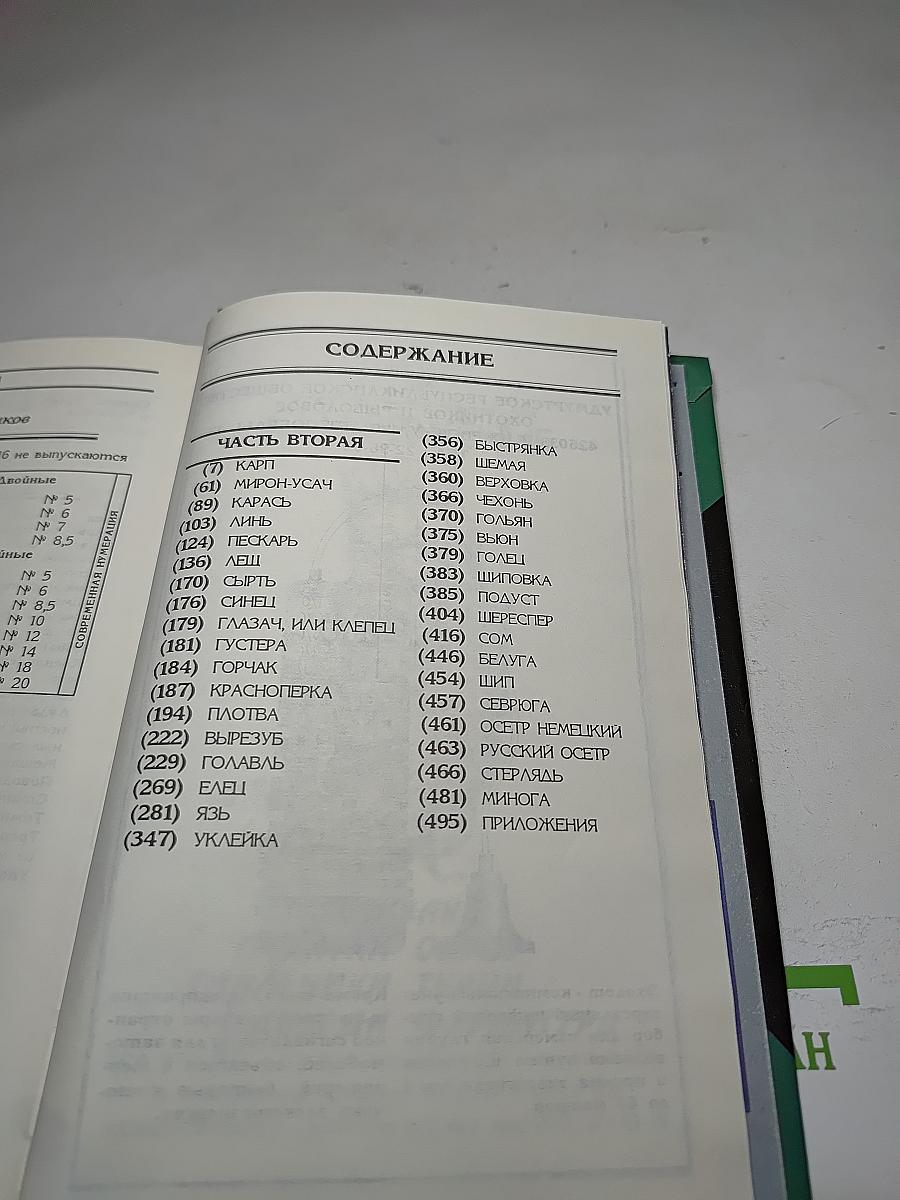 иков
16 не выпускаются
Двойные
№ 5
№ 6
№ 7
№ 8,5
№ 5
№ 6
№ 8,5
№ 10
№ 12
№ 14
№ 18
№ 20
СОВРЕМЕННАЯ НУМЕРАЦИЯ
СОДЕРЖАНИЕ
ЧАСТЬ ВТОРАЯ
(7) КАРП
(61) МИРОН-УСАЧ
(89) КАРАСЬ
(103) ЛИНЬ
(124) ПЕСКАРЬ
(136) ЛЕЩ
(170) СЫРТЬ
(176) СИНЕЦ
(179) ГЛАЗАЧ, ИЛИ КЛЕПЕЦ
(181) ГУСТЕРА
(184) ГОРЧАК
(187) КРАСНОПЕРКА
(194) ПЛОТВА
(222) ВЫРЕЗУБ
(229) ГОЛАВЛЬ
(269) ЕЛЕЦ
(281) ЯЗЬ
(347) УКЛЕЙКА
(356) БЫСТРЯНКА
(358) ШЕМАЯ
(360) ВЕРХОВКА
(366) ЧЕХОНЬ
(370) ГОЛЬЯН
(375) ВЬЮН
(379) ГОЛЕЦ
(383) ЩИПОВКА
(385) ПОДУСТ
(404) ШЕРЕСПЕР
(416) СОМ
(446) БЕЛУГА
(454) ШИП
(457) СЕВРЮГА
(461) ОСЕТР НЕМЕЦКИЙ
(463) РУССКИЙ ОСЕТР
(466) СТЕРЛЯДЬ
(481) МИНОГА
(495) ПРИЛОЖЕНИЯ